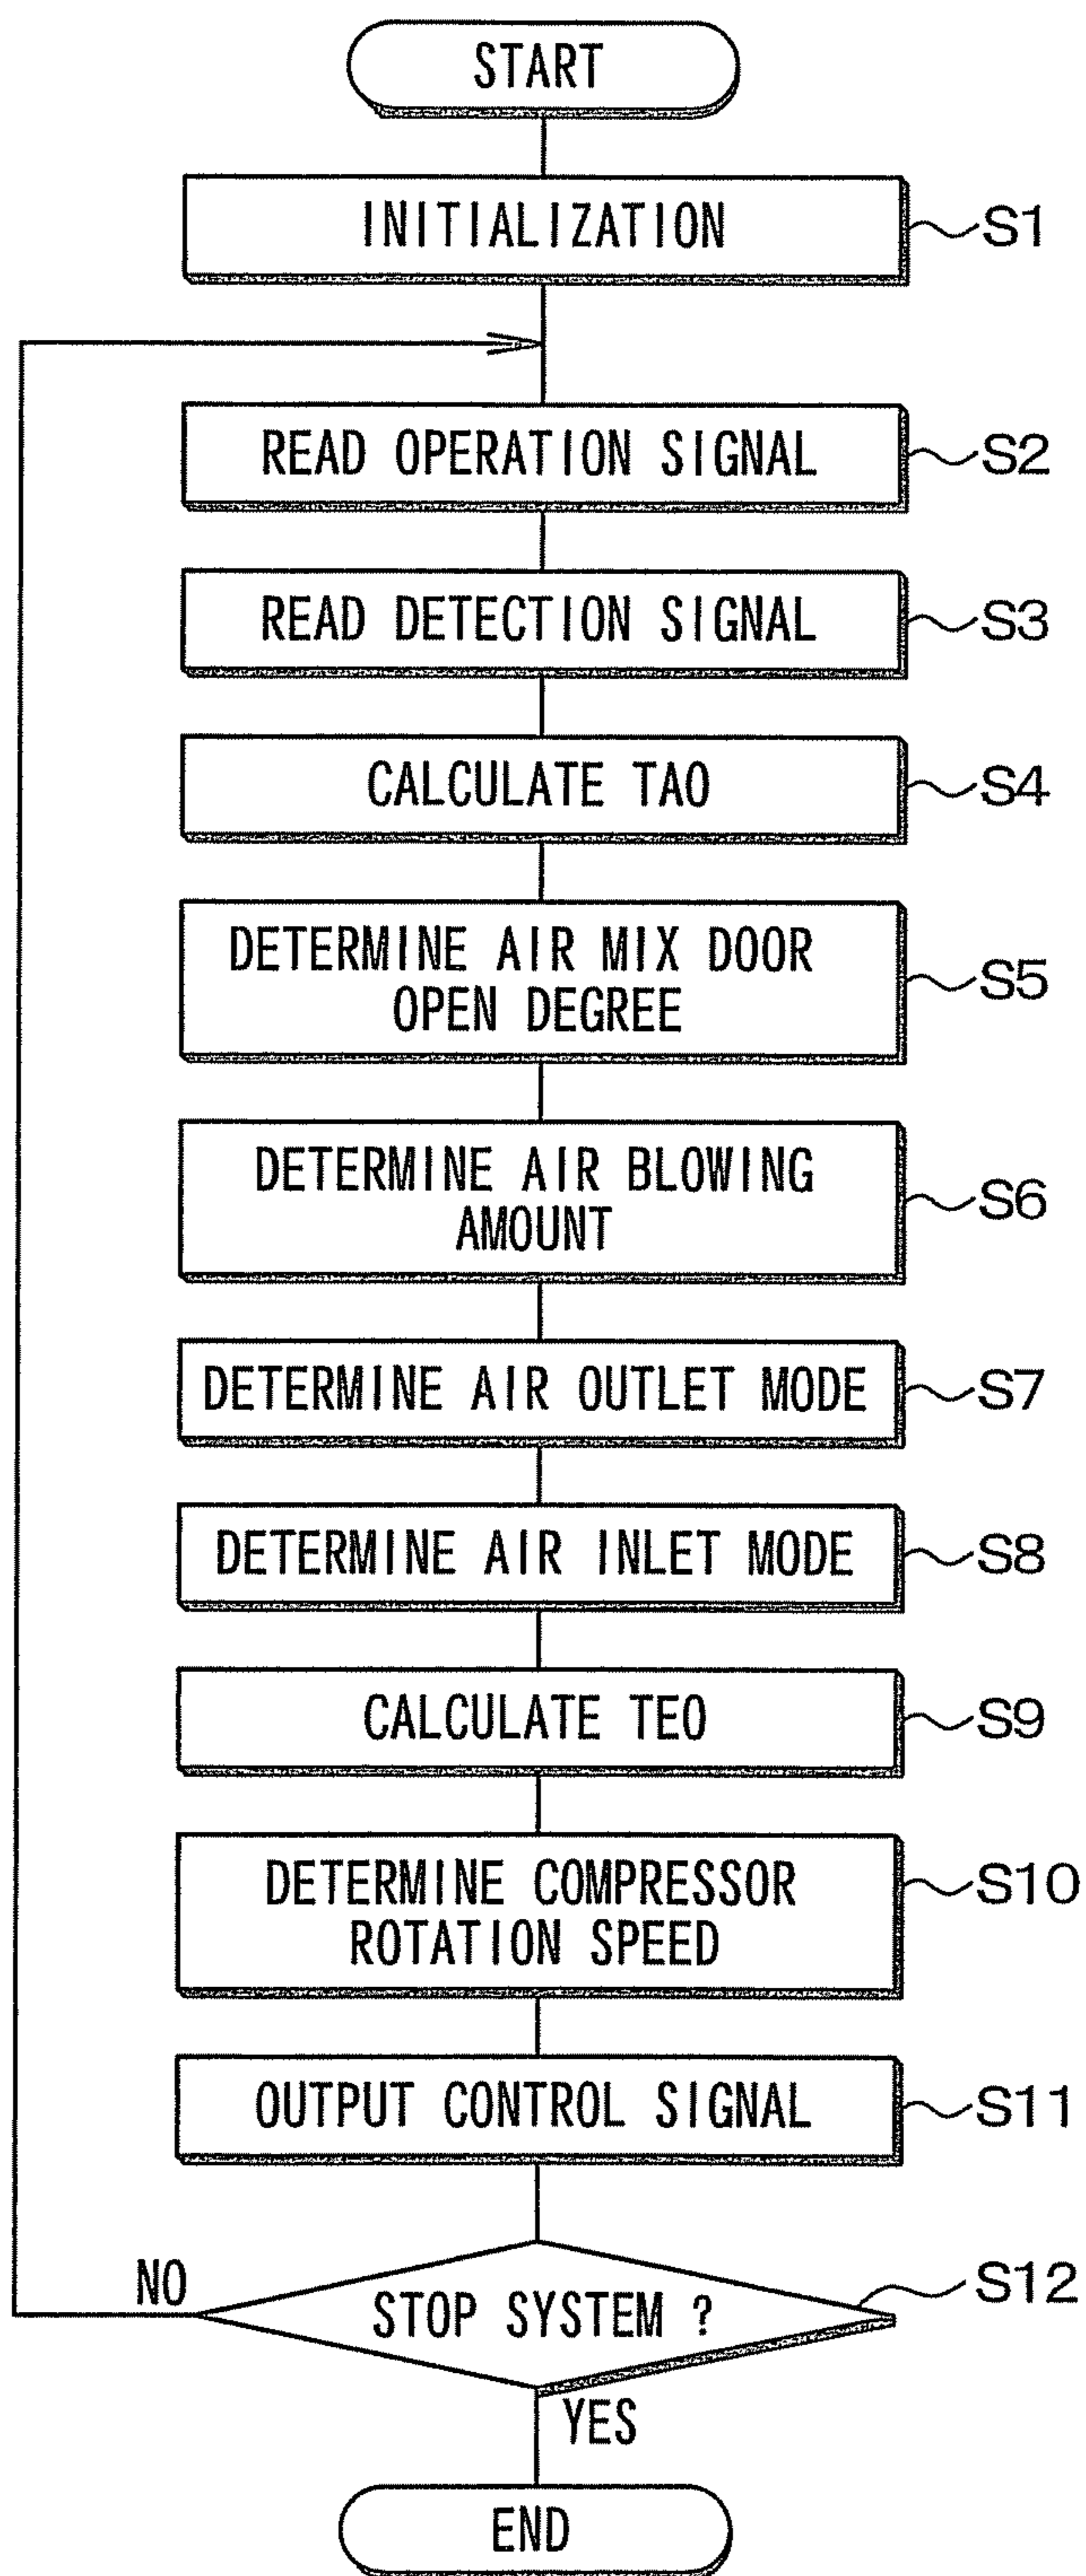 START
INITIALIZATION
S1
READ OPERATION SIGNAL
S2
READ DETECTION SIGNAL
S3
CALCULATE TAO
S4
DETERMINE AIR MIX DOOR
OPEN DEGREE
S5
DETERMINE AIR BLOWING
AMOUNT
S6
DETERMINE AIR OUTLET MODE
S7
DETERMINE AIR INLET MODE
S8
CALCULATE TEO
S9
DETERMINE COMPRESSOR
ROTATION SPEED
S10
OUTPUT CONTROL SIGNAL
S11
NO
STOP SYSTEM ?
S12
YES
END